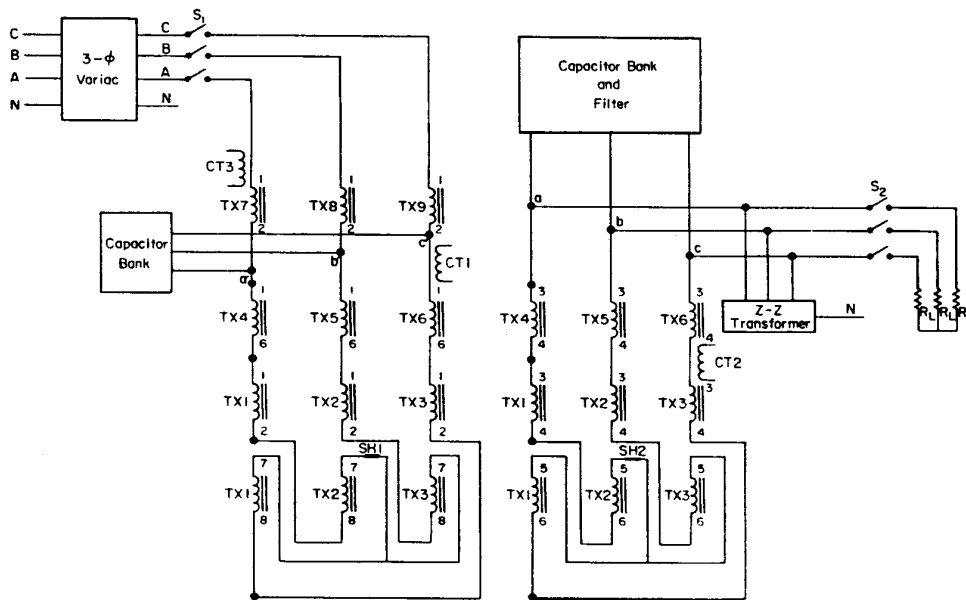 C
B
A
N
3-φ
Variac
C
B
A
N
S1
CT3
TX7
1
2
TX8
1
2
TX9
1
2
Capacitor
Bank
a'
b'
c'
CT1
TX4
1
6
TX5
1
6
TX6
1
6
TX1
1
2
TX2
1
2
TX3
1
2
SH1
TX1
7
8
TX2
7
8
TX3
7
8
Capacitor Bank
and
Filter
a
b
c
S2
Z-Z
Transformer
N
RL
RL
R
TX4
3
4
TX5
3
4
TX6
3
4
CT2
TX1
3
4
TX2
3
4
TX3
3
4
SH2
TX1
5
6
TX2
5
6
TX3
5
6